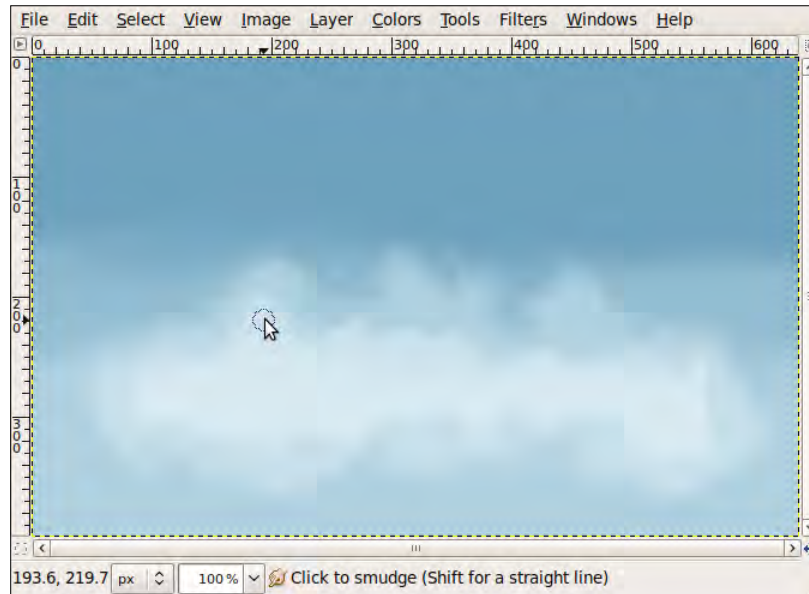 File Edit Select View Image Layer Colors Tools Filters Windows Help
0 100 200 300 400 500 600
0
100
200
300
193.6, 219.7 px 100 % Click to smudge (Shift for a straight line)